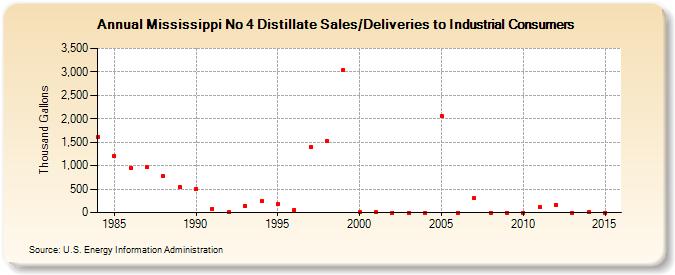 Annual Mississippi No 4 Distillate Sales/Deliveries to Industrial Consumers
Thousand Gallons
3,500
3,000
2,500
2,000
1,500
1,000
500
0
1985 1990 1995 2000 2005 2010 2015
Source: U.S. Energy Information Administration